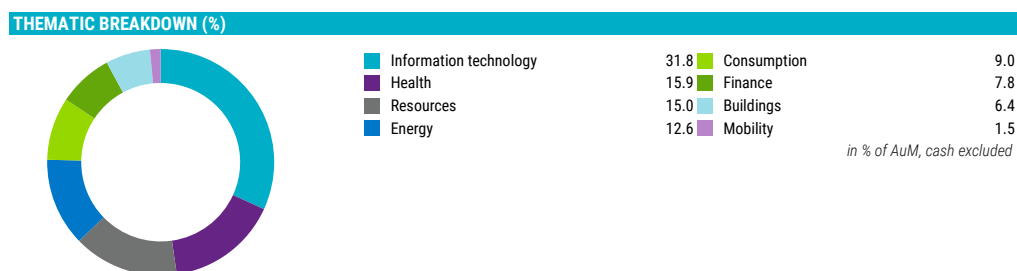 THEMATIC BREAKDOWN (%)
Information technology 31.8 Consumption 9.0
Health 15.9 Finance 7.8
Resources 15.0 Buildings 6.4
Energy 12.6 Mobility 1.5
in % of AuM, cash excluded